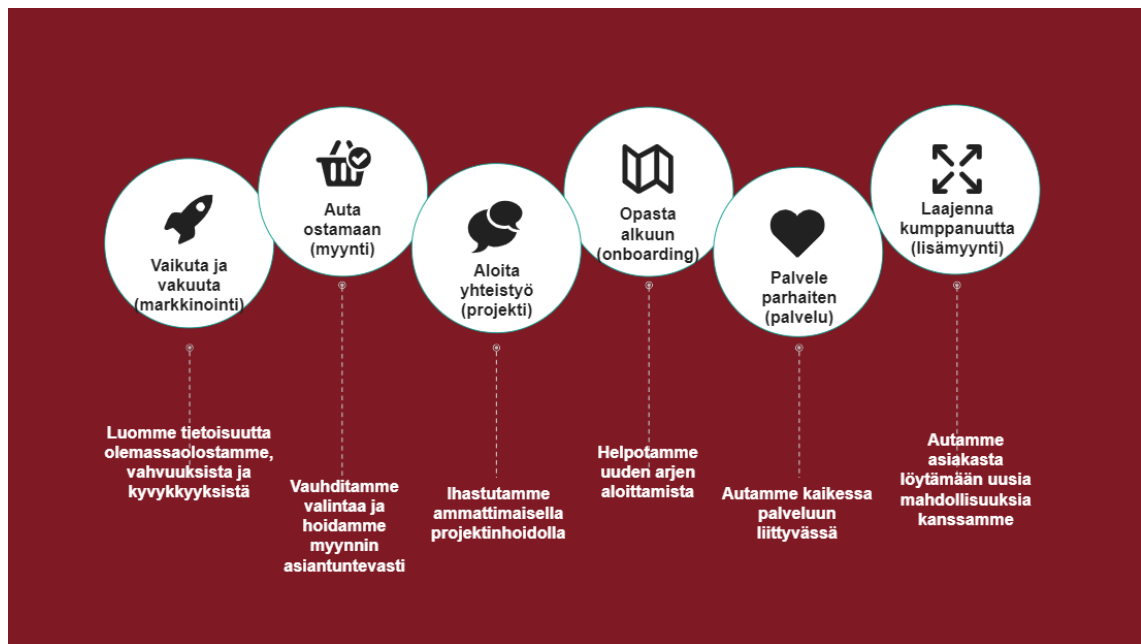 Vaikuta ja
vakuuta
(markkinointi)
Auta
ostamaan
(myynti)
Aloita
yhteistyö
(projekti)
Opasta
alkuun
(onboarding)
Palvele
parhaiten
(palvelu)
Laajenna
kumppanuutta
(lisämyynti)
Luomme tietoisuutta
olemassaolostamme,
vahvuuksista ja
kyvykkyyksistä
Vauhditamme
valintaa ja
hoidamme
myynnin
asiantuntevasti
Ihastutamme
ammattimaisella
projektinhoidolla
Helpotamme
uuden arjen
aloittamista
Autamme kaikessa
palveluun
liittyvässä
Autamme
asiakasta
löytämään uusia
mahdollisuuksia
kanssamme